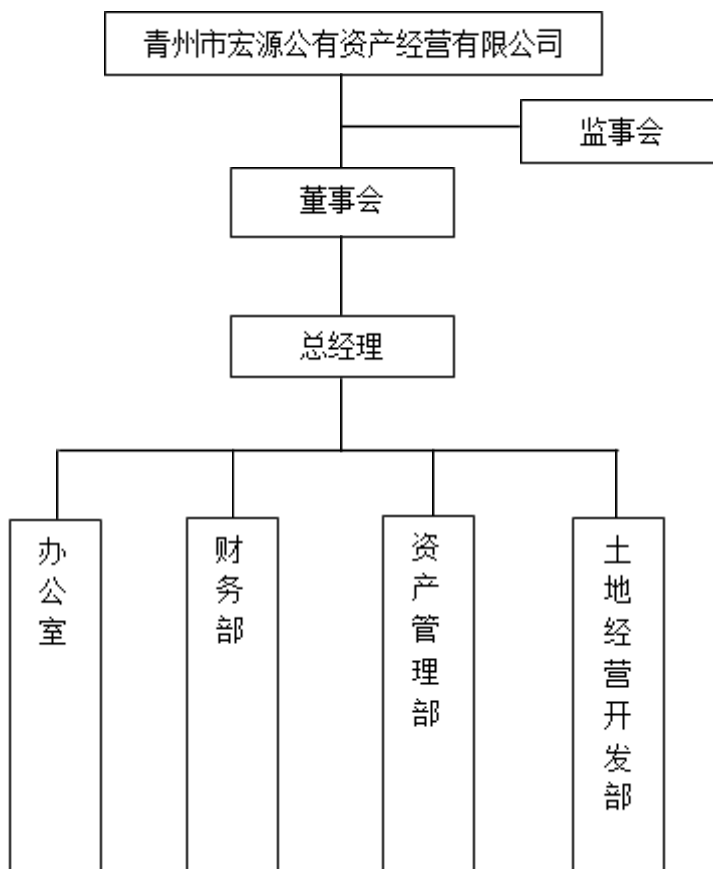 青州市宏源公有资产经营有限公司
监事会
董事会
总经理
办公室
财务部
资产管理部
土地经营开发部